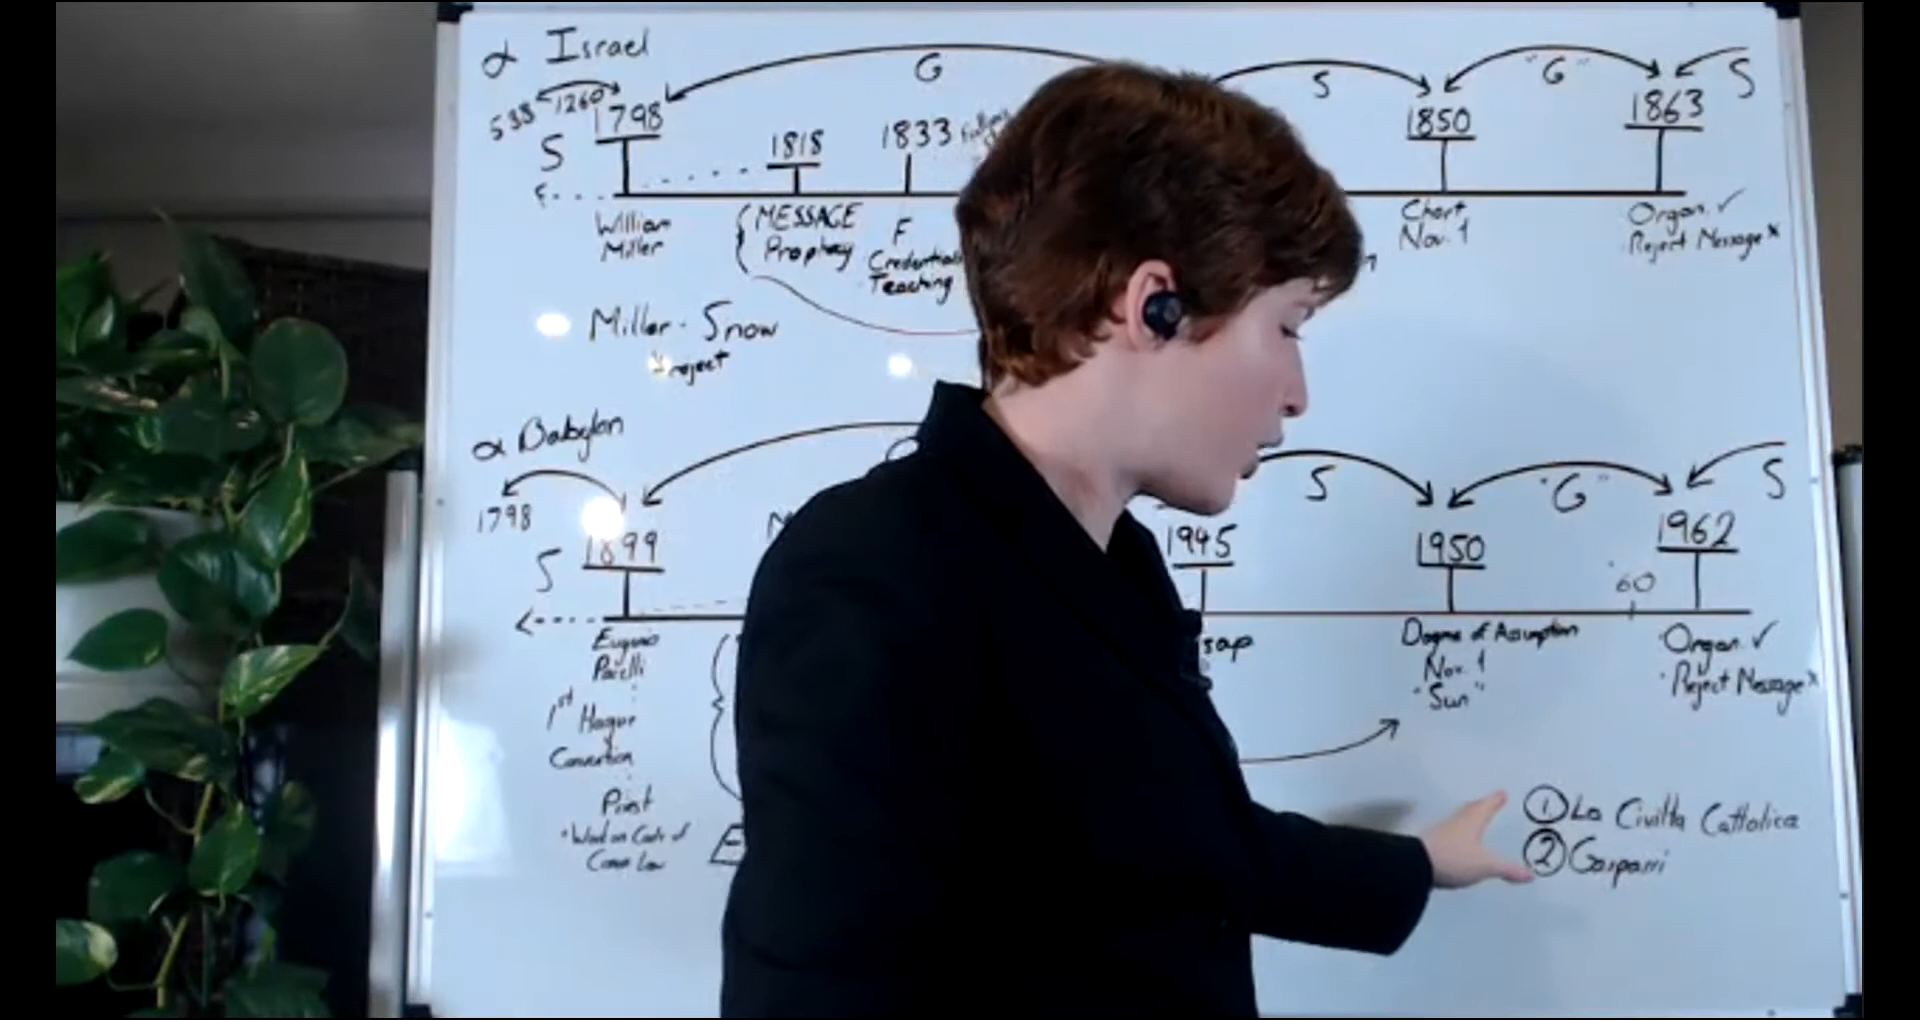 α Israel
G
S
"G"
S
538
1260
1798
1818
1833
1850
1863
S
William
Miller
MESSAGE
Prophecy
F
Credentials
Teaching
Chart
Nov. 1
Organ. ✓
Reject Message x
Miller - Snow
reject
α Babylon
S
"G"
S
1798
1899
1945
1950
'60
1962
S
Eugenio
Pacelli
1st Hague
Convention
Priest
Dogma of Assumption
Nov. 1
"Sun"
Organ. ✓
Reject Message x
① La Civilta Cattolica
② Gasparri